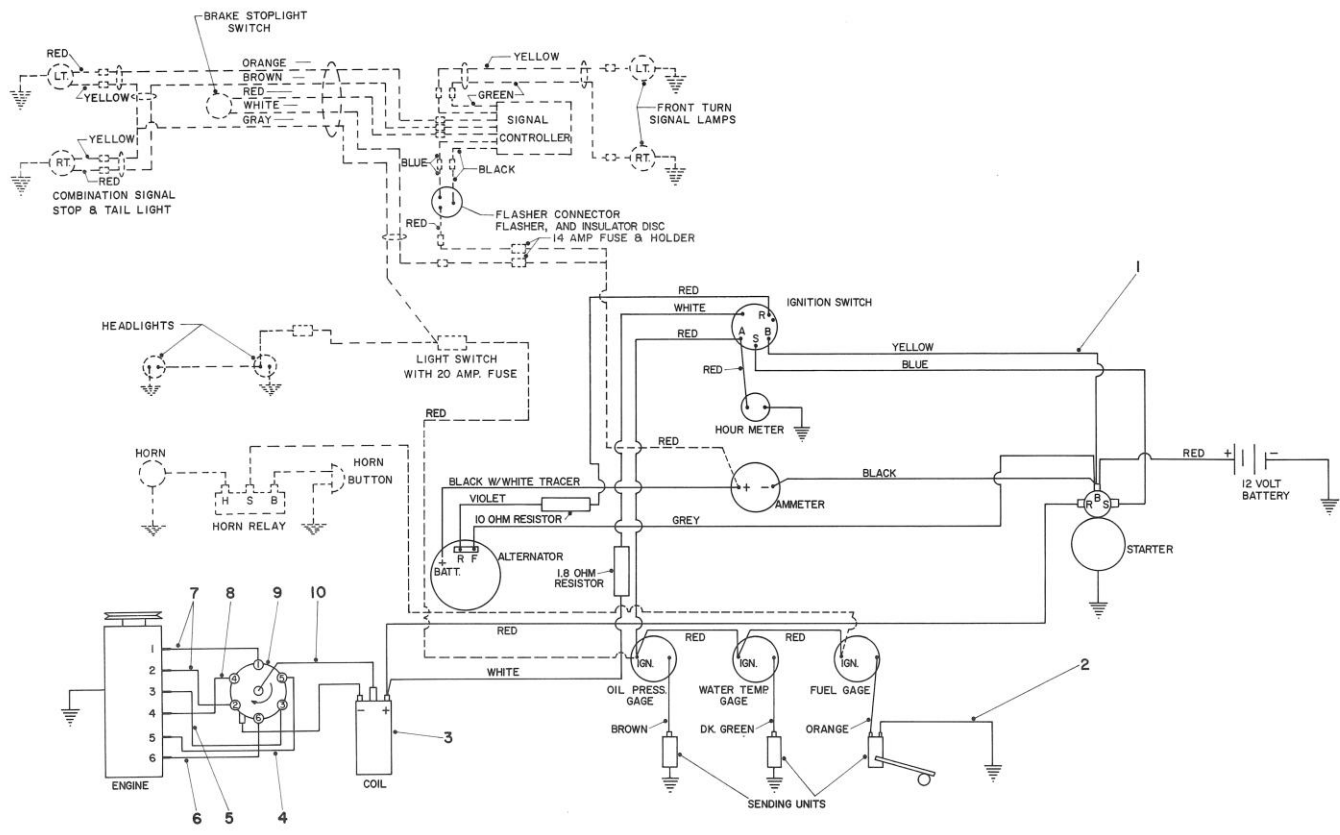 BRAKE STOPLIGHT
SWITCH
RED
LT.
YELLOW
YELLOW
RT.
RED
COMBINATION SIGNAL
STOP & TAIL LIGHT
ORANGE
BROWN
RED
WHITE
GRAY
YELLOW
GREEN
SIGNAL
CONTROLLER
LT.
FRONT TURN
SIGNAL LAMPS
RT.
BLUE
BLACK
FLASHER CONNECTOR
FLASHER, AND INSULATOR DISC
RED
14 AMP FUSE & HOLDER
HEADLIGHTS
LIGHT SWITCH
WITH 20 AMP. FUSE
RED
RED
WHITE
RED
IGNITION SWITCH
R
A
S
B
RED
HOUR METER
YELLOW
BLUE
1
HORN
HORN
BUTTON
H S B
HORN RELAY
RED
BLACK W/WHITE TRACER
VIOLET
10 OHM RESISTOR
+ -
AMMETER
BLACK
GREY
RED
+ -
12 VOLT
BATTERY
R B S
STARTER
+
BATT.
R F
ALTERNATOR
1.8 OHM
RESISTOR
RED
WHITE
IGN.
OIL PRESS.
GAGE
RED
IGN.
WATER TEMP
GAGE
RED
IGN.
FUEL GAGE
BROWN
DK. GREEN
ORANGE
2
SENDING UNITS
7 8 9 10
1
2
3
4
5
6
ENGINE
1
5
3
6
2
4
- +
COIL
3
6 5 4